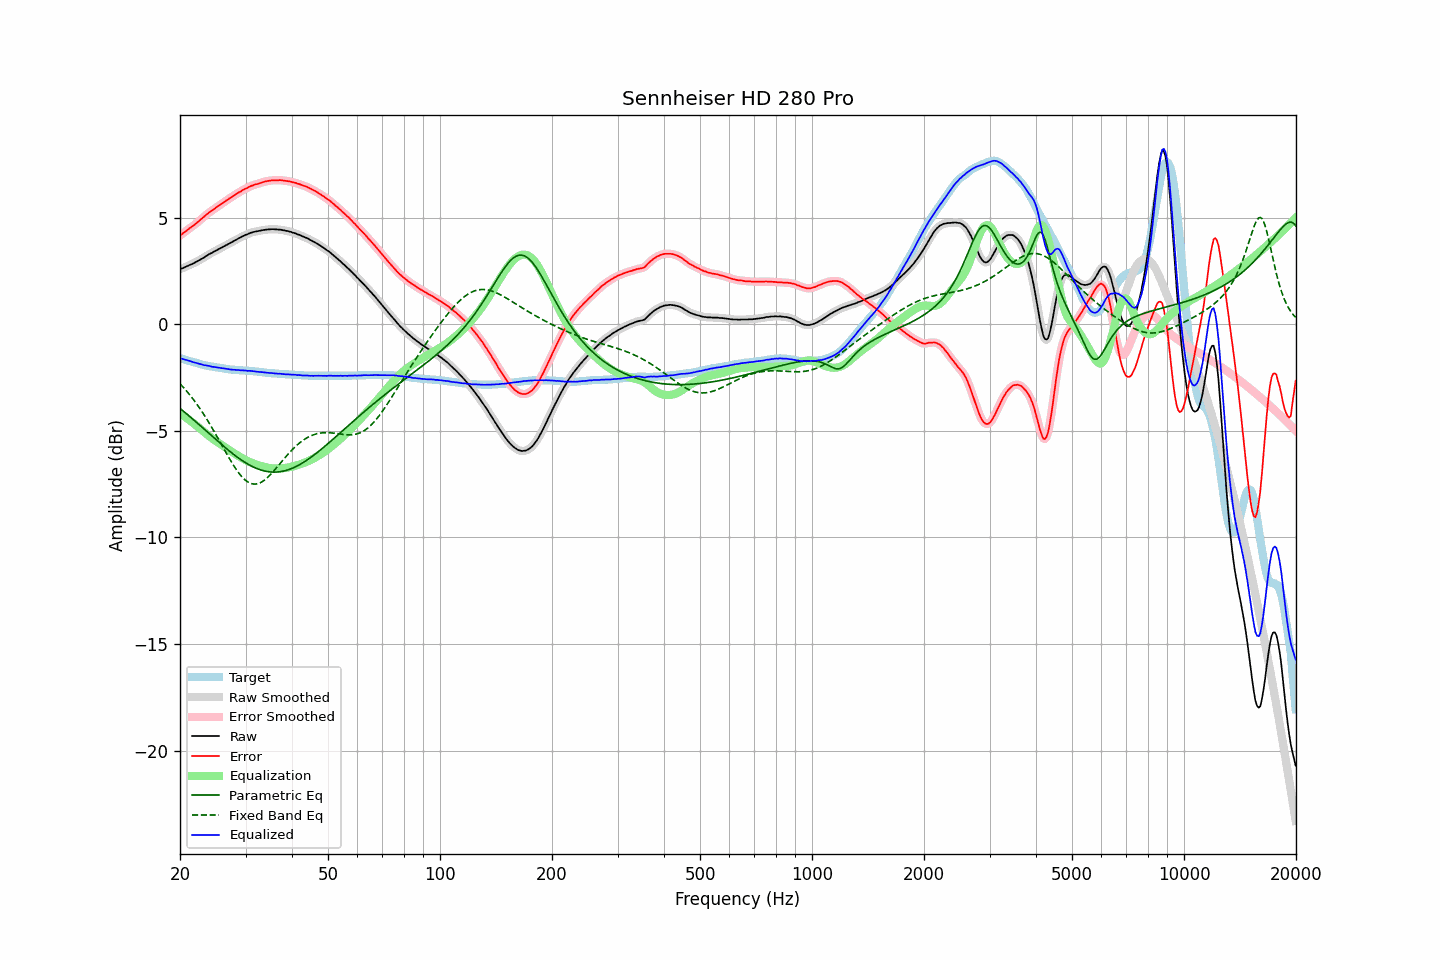 Sennheiser HD 280 Pro
Amplitude (dBr)
5
0
−5
−10
−15
−20
Target
Raw Smoothed
Error Smoothed
Raw
Error
Equalization
Parametric Eq
Fixed Band Eq
Equalized
20 50 100 200 500 1000 2000 5000 10000 20000
Frequency (Hz)